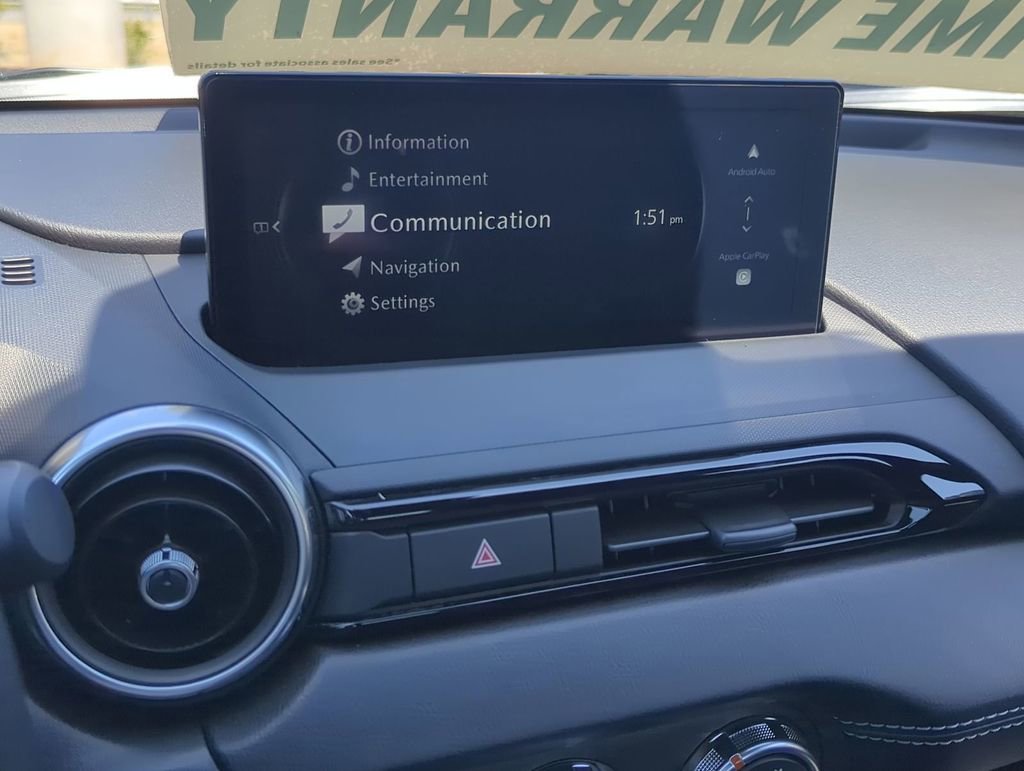 IME WARRANTY
*See sales associate for details
Information
Entertainment
Communication
Navigation
Settings
1:51 pm
Android Auto
Apple CarPlay